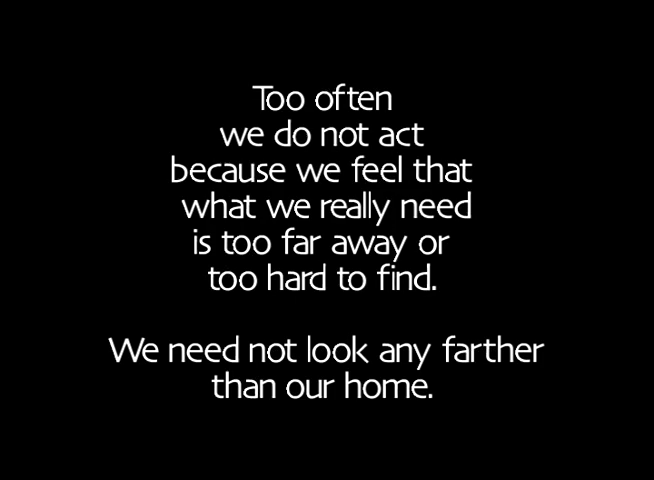 Too often
we do not act
because we feel that
what we really need
is too far away or
too hard to find.
We need not look any farther
than our home.